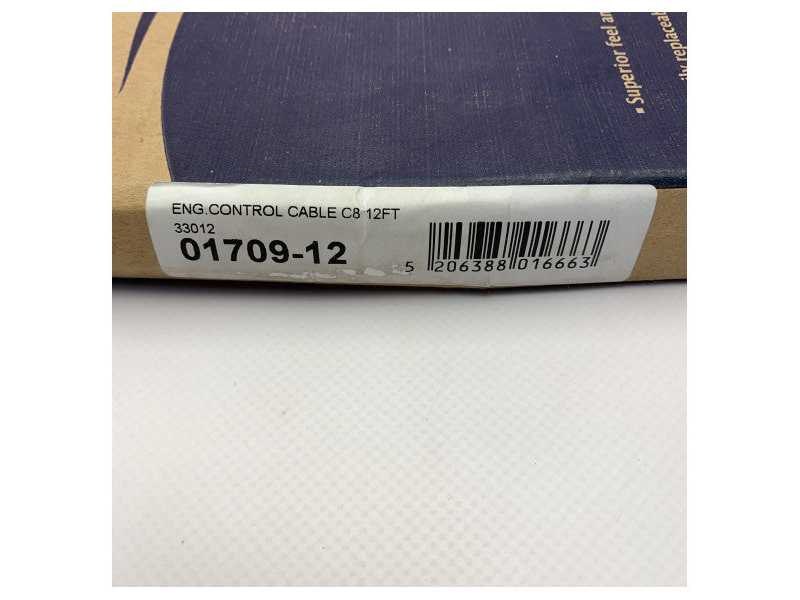 ▪ Superior feel an
ily replaceab
ENG.CONTROL CABLE C8 12FT
33012
01709-12
5 206388 016663